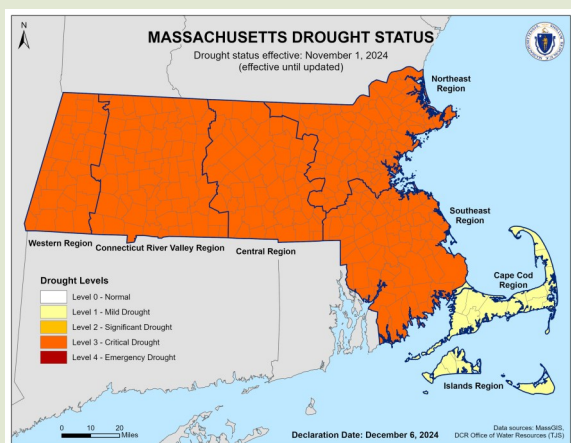 N
MASSACHUSETTS DROUGHT STATUS
Drought status effective: November 1, 2024
(effective until updated)
Northeast
Region
Southeast
Region
Cape Cod
Region
Western Region
Connecticut River Valley Region
Central Region
Islands Region
Drought Levels
Level 0 - Normal
Level 1 - Mild Drought
Level 2 - Significant Drought
Level 3 - Critical Drought
Level 4 - Emergency Drought
0 10 20
Miles
Declaration Date: December 6, 2024
Data sources: MassGIS,
DCR Office of Water Resources (TJS)